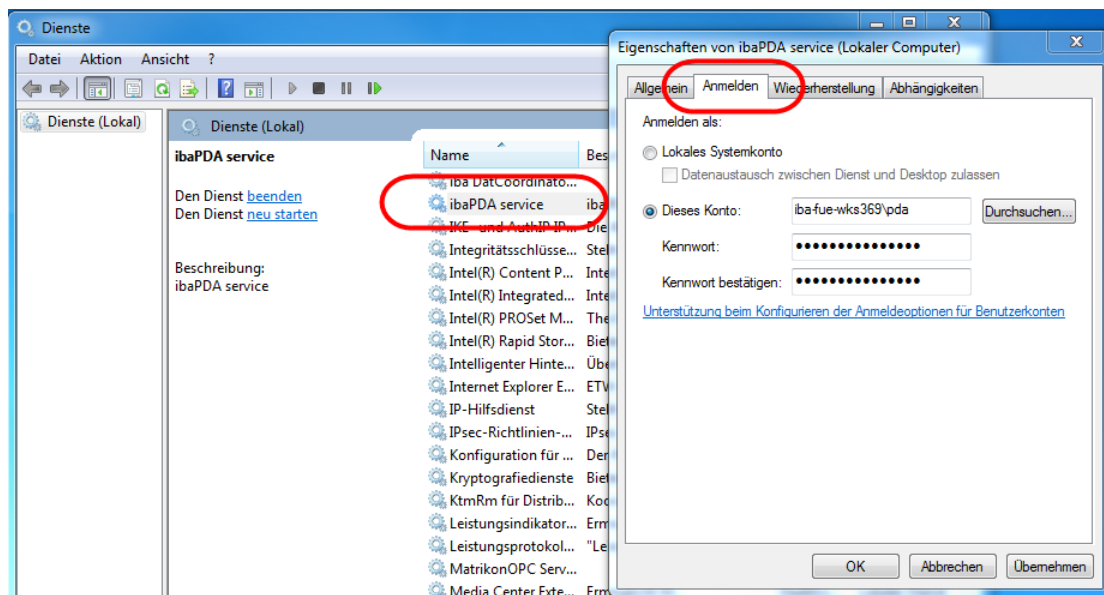 Dienste
Datei Aktion Ansicht ?
Dienste (Lokal)
Dienste (Lokal)
ibaPDA service
Den Dienst beenden
Den Dienst neu starten
Beschreibung:
ibaPDA service
Name Bes
iba DatCoordinato...
ibaPDA service iba
IKE- und AuthIP IP... Die
Integritätsschlüsse... Stel
Intel(R) Content P... Inte
Intel(R) Integrated... Inte
Intel(R) PROSet M... The
Intel(R) Rapid Stor... Biet
Intelligenter Hinte... Übe
Internet Explorer E... ETW
IP-Hilfsdienst Stel
IPsec-Richtlinien-... IPse
Konfiguration für ... Der
Kryptografiedienste Biet
KtmRm für Distrib... Koo
Leistungsindikator... Erm
Leistungsprotokol... "Le
MatrikonOPC Serv...
Media Center Exte... Erm
Eigenschaften von ibaPDA service (Lokaler Computer)
Allgemein Anmelden Wiederherstellung Abhängigkeiten
Anmelden als:
Lokales Systemkonto
Datenaustausch zwischen Dienst und Desktop zulassen
Dieses Konto: iba-fue-wks369\pda Durchsuchen...
Kennwort: •••••••••••••••
Kennwort bestätigen: •••••••••••••••
Unterstützung beim Konfigurieren der Anmeldeoptionen für Benutzerkonten
OK Abbrechen Übernehmen